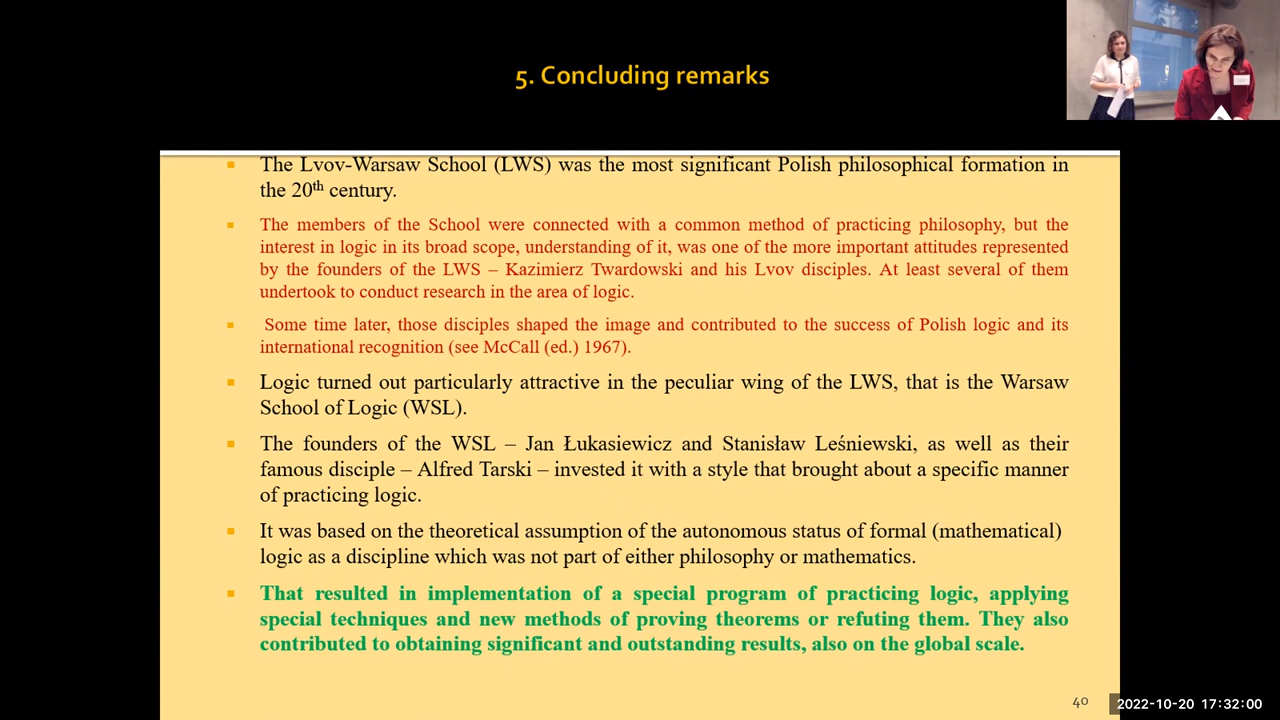 5. Concluding remarks
The Lvov-Warsaw School (LWS) was the most significant Polish philosophical formation in
the 20th century.
The members of the School were connected with a common method of practicing philosophy, but the
interest in logic in its broad scope, understanding of it, was one of the more important attitudes represented
by the founders of the LWS – Kazimierz Twardowski and his Lvov disciples. At least several of them
undertook to conduct research in the area of logic.
Some time later, those disciples shaped the image and contributed to the success of Polish logic and its
international recognition (see McCall (ed.) 1967).
Logic turned out particularly attractive in the peculiar wing of the LWS, that is the Warsaw
School of Logic (WSL).
The founders of the WSL – Jan Łukasiewicz and Stanisław Leśniewski, as well as their
famous disciple – Alfred Tarski – invested it with a style that brought about a specific manner
of practicing logic.
It was based on the theoretical assumption of the autonomous status of formal (mathematical)
logic as a discipline which was not part of either philosophy or mathematics.
That resulted in implementation of a special program of practicing logic, applying
special techniques and new methods of proving theorems or refuting them. They also
contributed to obtaining significant and outstanding results, also on the global scale.
40
2022-10-20 17:32:00